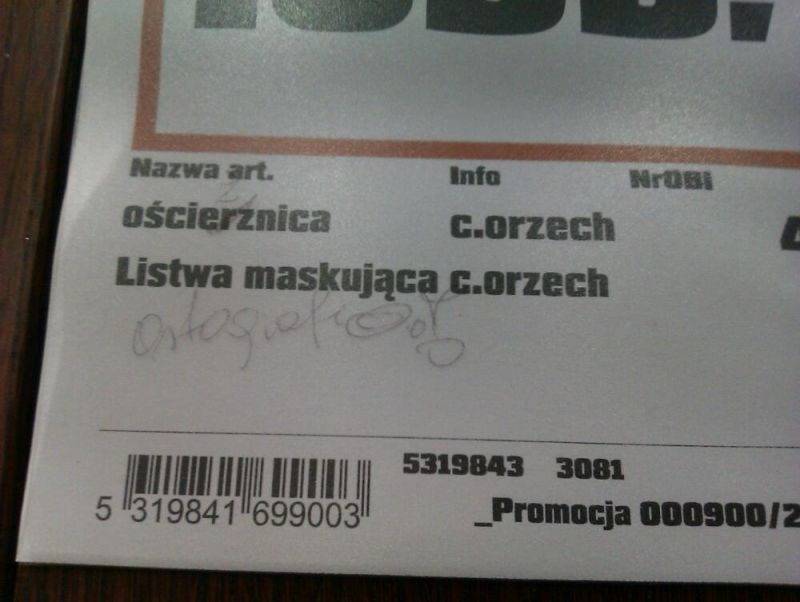 Nazwa art. Info NrOBI
ościerznica c.orzech
Listwa maskująca c.orzech
5319843 3081
5 319841 699003
_Promocja 000900/2